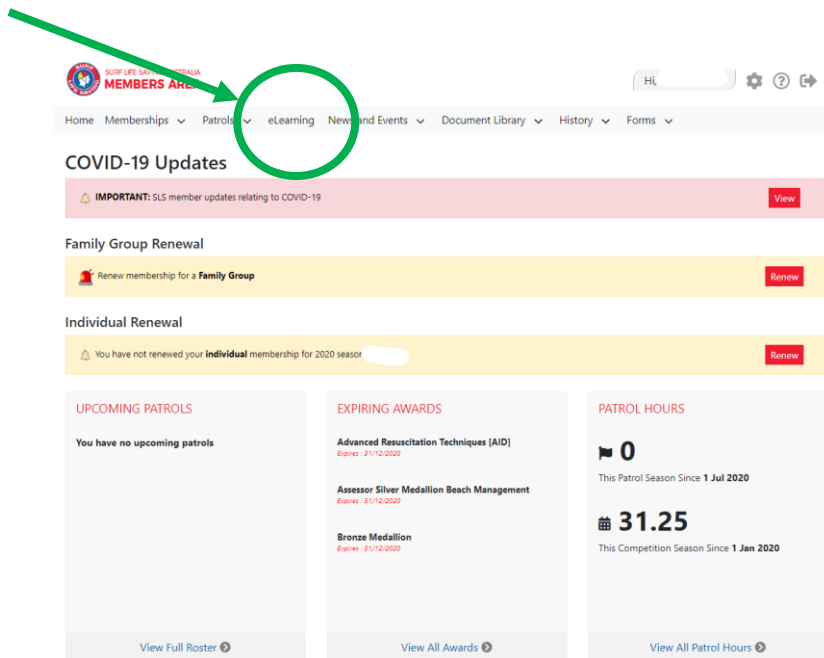 SURF LIFE SAVING AUSTRALIA
MEMBERS AREA
Hi,
Home Memberships Patrols eLearning News and Events Document Library History Forms
COVID-19 Updates
IMPORTANT: SLS member updates relating to COVID-19
View
Family Group Renewal
Renew membership for a Family Group
Renew
Individual Renewal
You have not renewed your individual membership for 2020 season
Renew
UPCOMING PATROLS
You have no upcoming patrols
View Full Roster
EXPIRING AWARDS
Advanced Resuscitation Techniques [AID]
Expires : 31/12/2020
Assessor Silver Medallion Beach Management
Expires : 31/12/2020
Bronze Medallion
Expires : 31/12/2020
View All Awards
PATROL HOURS
0
This Patrol Season Since 1 Jul 2020
31.25
This Competition Season Since 1 Jan 2020
View All Patrol Hours